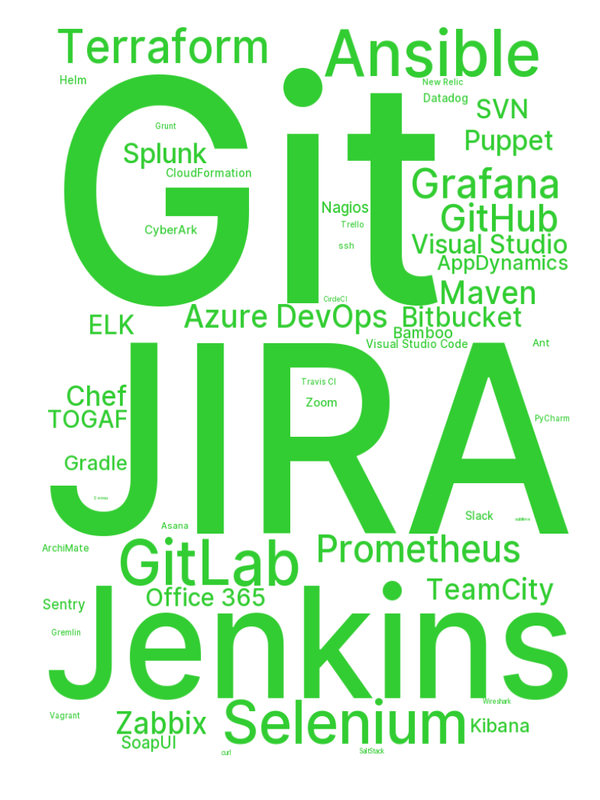 Terraform
Ansible
Helm
New Relic
Datadog
SVN
Git
Grunt
Splunk
Puppet
CloudFormation
Grafana
Nagios
GitHub
Trello
CyberArk
Visual Studio
ssh
AppDynamics
Maven
CircleCI
Azure DevOps
Bitbucket
ELK
Bamboo
Visual Studio Code
Ant
JIRA
Travis CI
Chef
Zoom
TOGAF
PyCharm
Gradle
Slack
Asana
ArchiMate
GitLab
Prometheus
TeamCity
Office 365
Sentry
Jenkins
Gremlin
Wireshark
Vagrant
Zabbix
Selenium
Kibana
SoapUI
curl
SaltStack